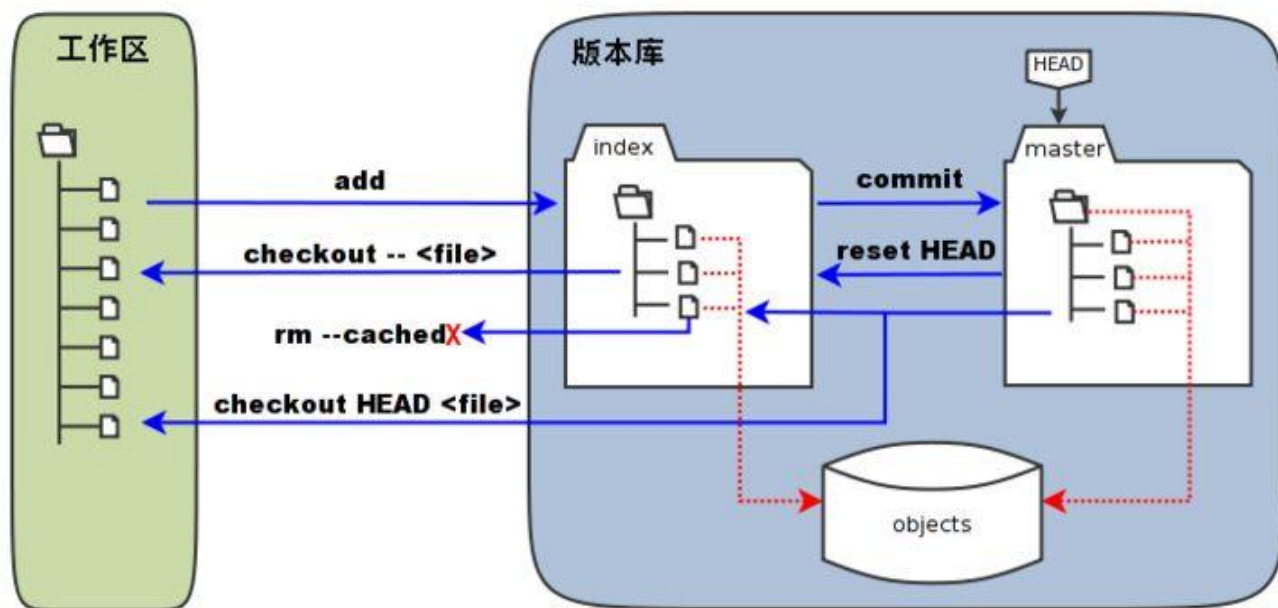 工作区
版本库
HEAD
index
master
add
commit
checkout -- <file>
reset HEAD
rm --cachedX
checkout HEAD <file>
objects